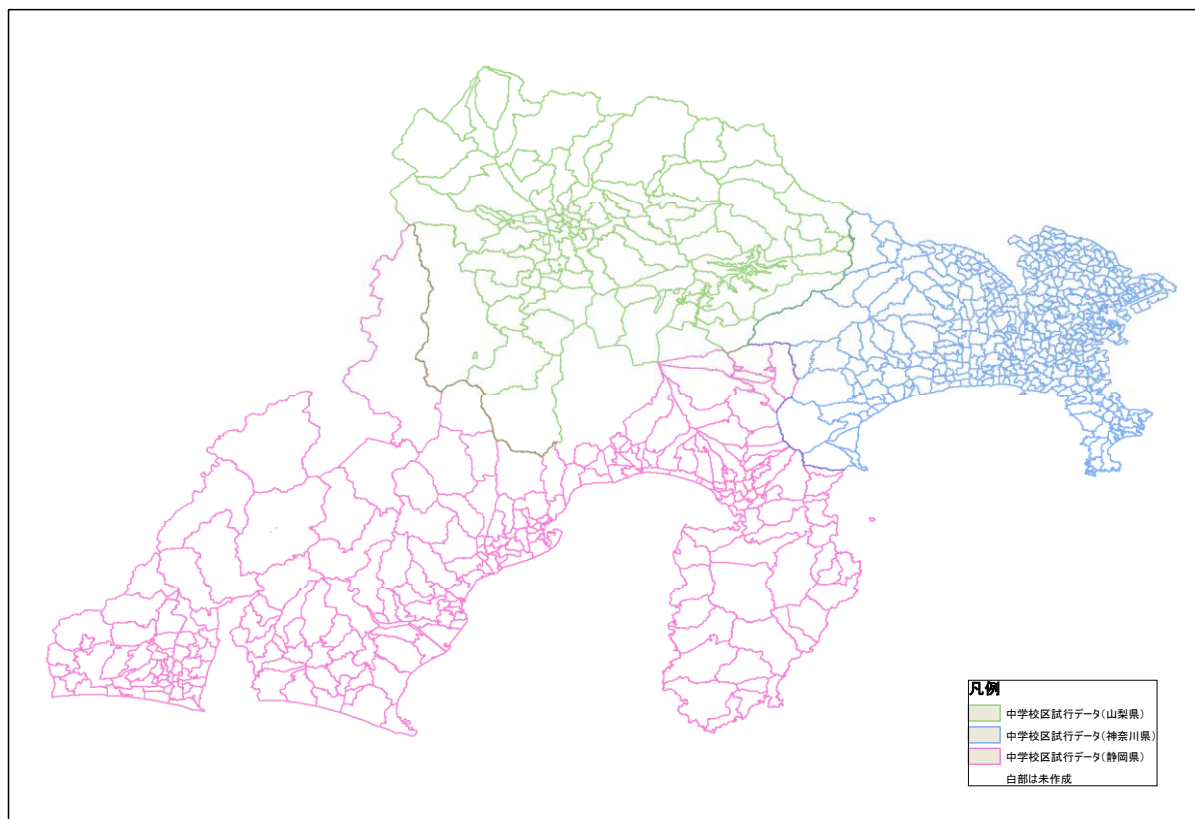 凡例
中学校区試行データ(山梨県)
中学校区試行データ(神奈川県)
中学校区試行データ(静岡県)
白部は未作成